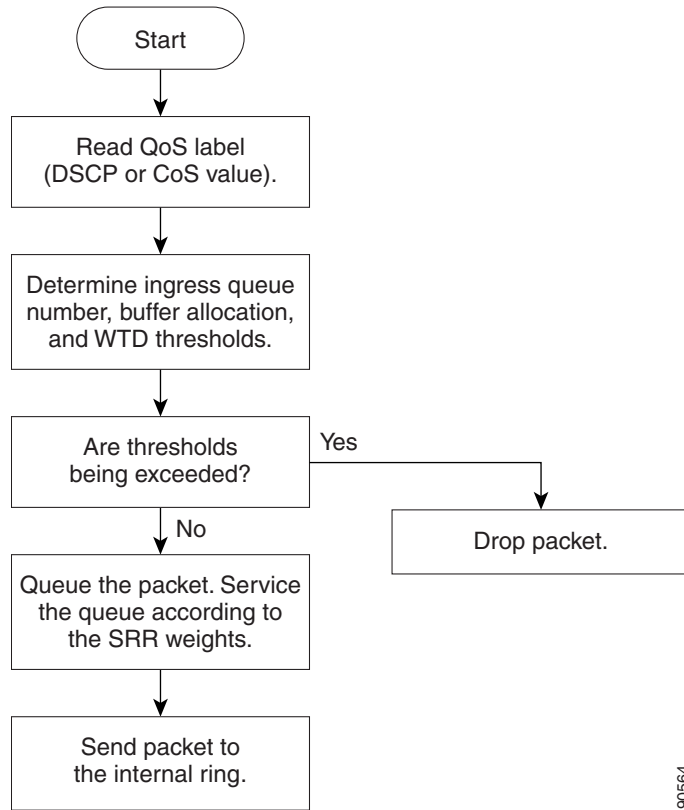 Start
Read QoS label
(DSCP or CoS value).
Determine ingress queue
number, buffer allocation,
and WTD thresholds.
Are thresholds
being exceeded?
Yes
No
Drop packet.
Queue the packet. Service
the queue according to
the SRR weights.
Send packet to
the internal ring.
90564